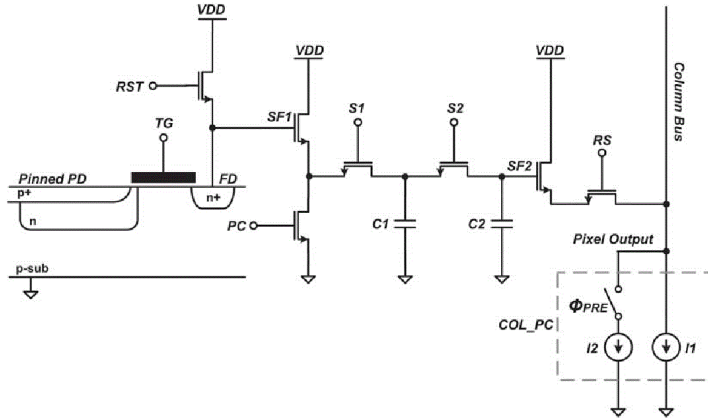 VDD
RST
TG
SF1
VDD
S1
S2
VDD
Column Bus
SF2
RS
Pinned PD
FD
p+
n+
n
PC
C1
C2
Pixel Output
p-sub
ΦPRE
COL_PC
I2
I1